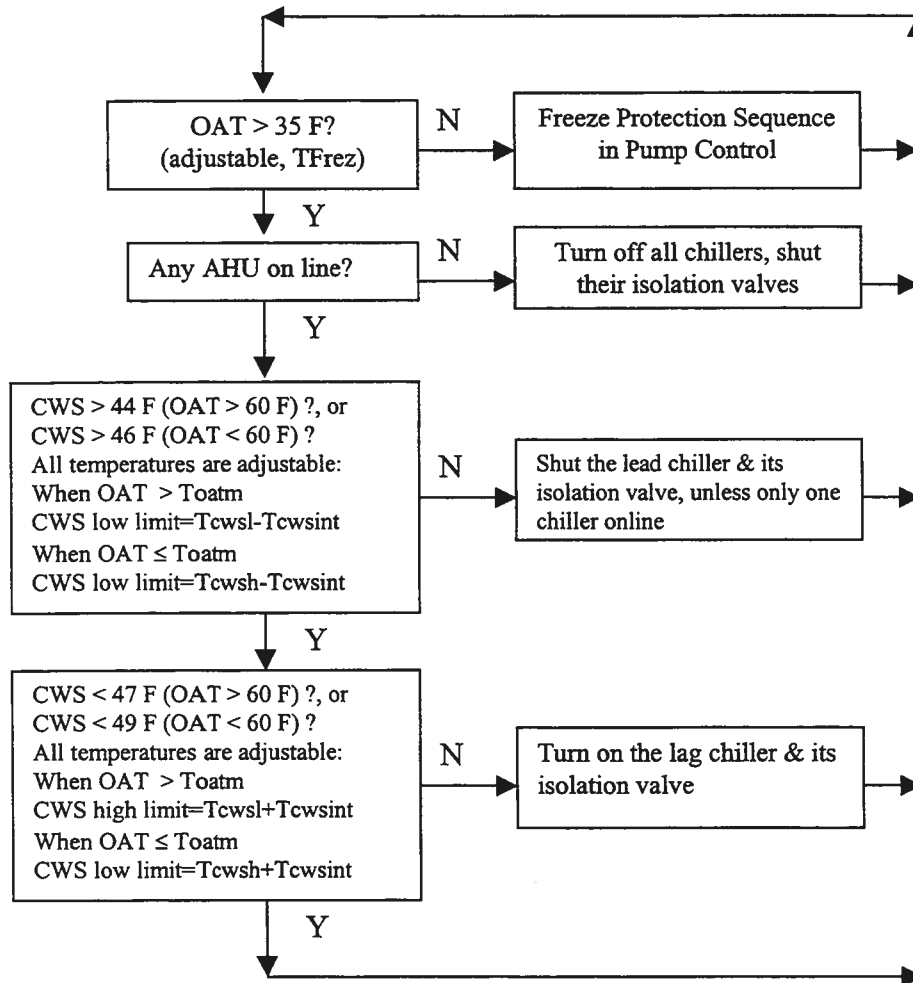 OAT > 35 F?
(adjustable, TFrez)
N
Freeze Protection Sequence
in Pump Control
Y
Any AHU on line?
N
Turn off all chillers, shut
their isolation valves
Y
CWS > 44 F (OAT > 60 F) ?, or
CWS > 46 F (OAT < 60 F) ?
All temperatures are adjustable:
When OAT > Toatm
CWS low limit=Tcwsl-Tcwsint
When OAT ≤ Toatm
CWS low limit=Tcwsh-Tcwsint
N
Shut the lead chiller & its
isolation valve, unless only one
chiller online
Y
CWS < 47 F (OAT > 60 F) ?, or
CWS < 49 F (OAT < 60 F) ?
All temperatures are adjustable:
When OAT > Toatm
CWS high limit=Tcwsl+Tcwsint
When OAT ≤ Toatm
CWS low limit=Tcwsh+Tcwsint
N
Turn on the lag chiller & its
isolation valve
Y